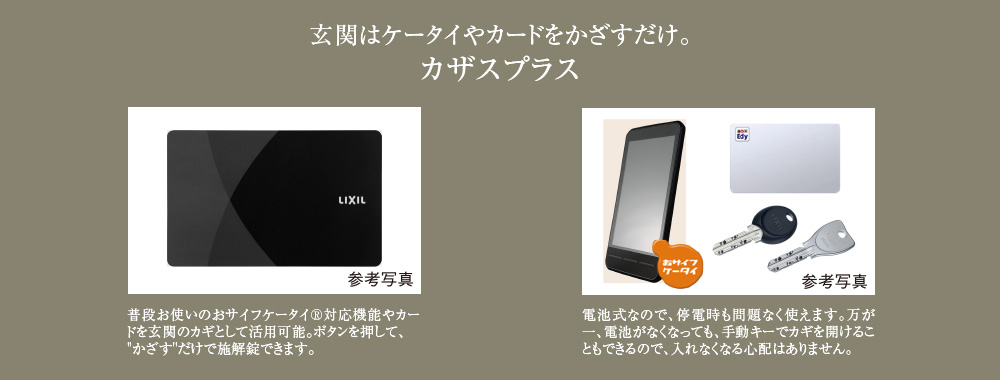 玄関はケータイやカードをかざすだけ。
カザスプラス
LIXIL
参考写真
普段お使いのおサイフケータイ®対応機能やカー
ドを玄関のカギとして活用可能。ボタンを押して、
"かざす"だけで施解錠できます。
Edy
おサイフ
ケータイ
参考写真
電池式なので、停電時も問題なく使えます。万が
一、電池がなくなっても、手動キーでカギを開けるこ
ともできるので、入れなくなる心配はありません。